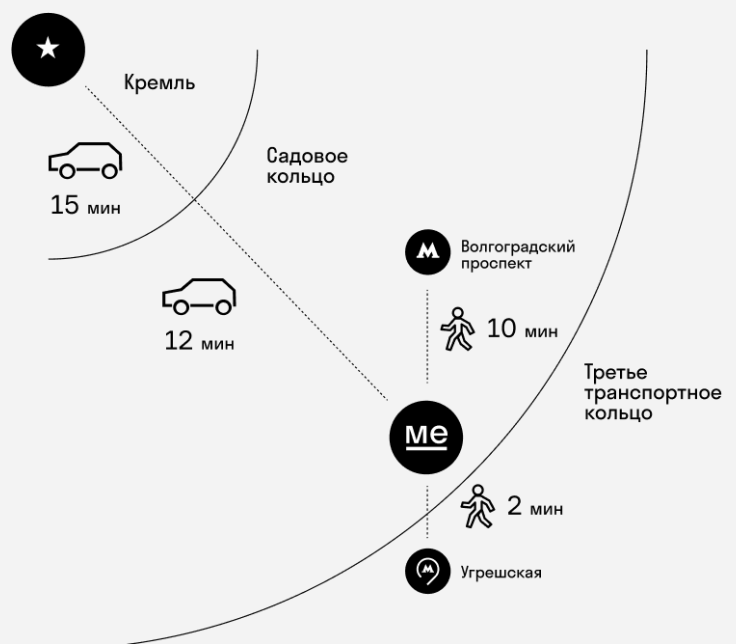 Кремль
Садовое
кольцо
15 мин
М
Волгоградский
проспект
12 мин
10 мин
Третье
транспортное
кольцо
ме
2 мин
М
Угрешская